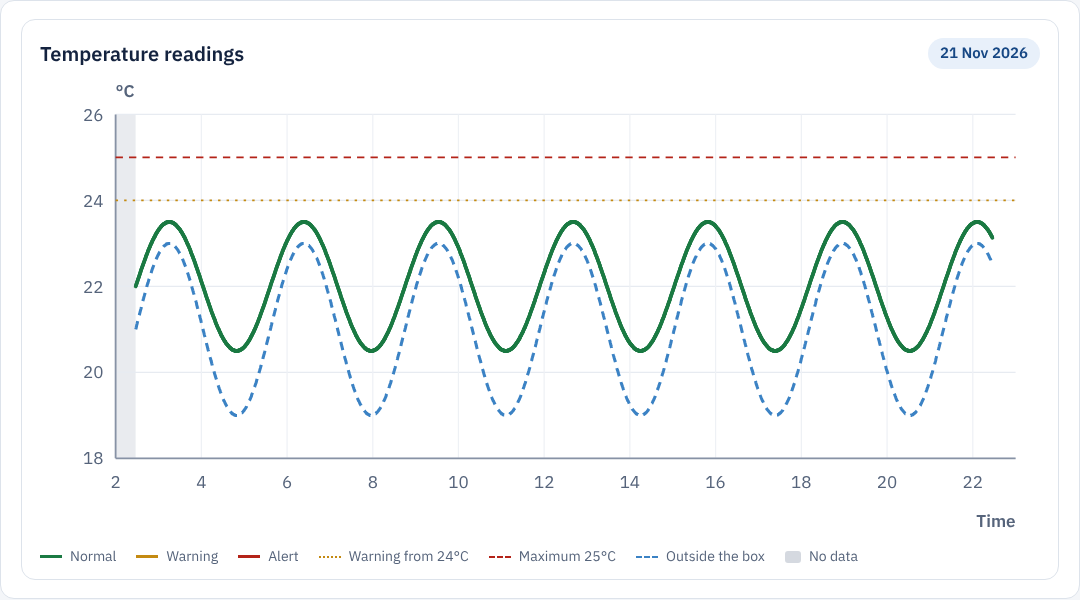 Temperature readings
21 Nov 2026
°C
26
24
22
20
18
2 4 6 8 10 12 14 16 18 20 22
Time
Normal Warning Alert Warning from 24°C Maximum 25°C Outside the box No data